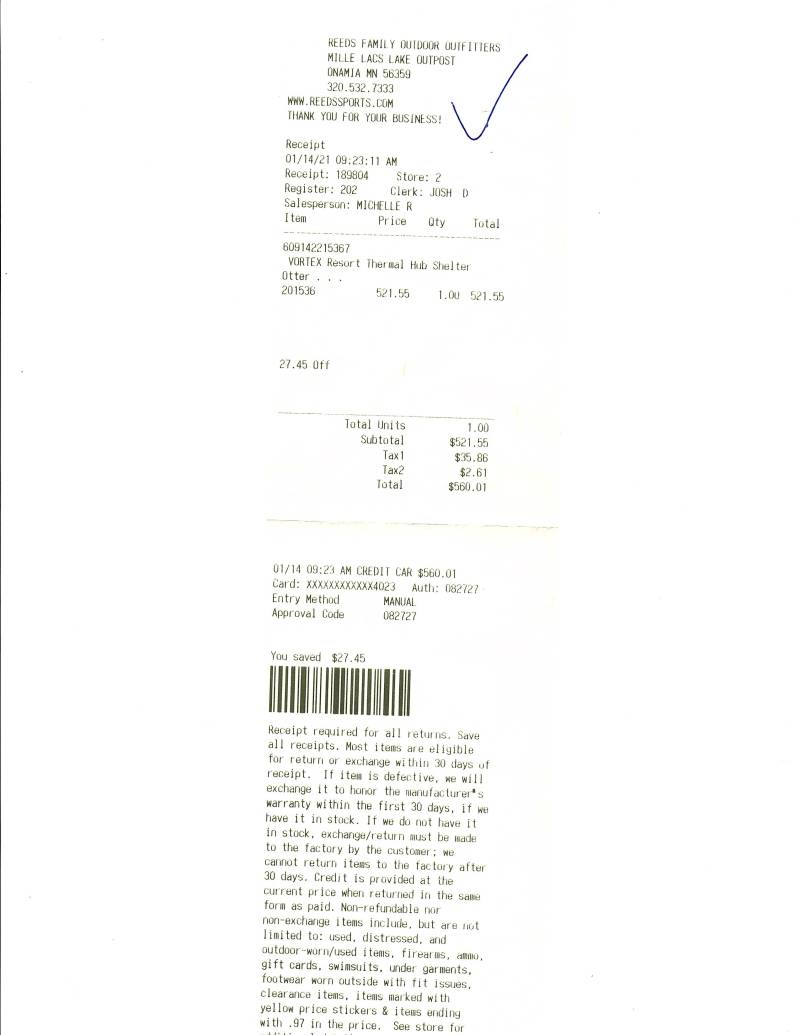 REEDS FAMILY OUTDOOR OUTFITTERS
MILLE LACS LAKE OUTPOST
ONAMIA MN 56359
320.532.7333
WWW.REEDSSPORTS.COM
THANK YOU FOR YOUR BUSINESS!
Receipt
01/14/21 09:23:11 AM
Receipt: 189804 Store: 2
Register: 202 Clerk: JOSH D
Salesperson: MICHELLE R
Item Price Qty Total
609142215367
VORTEX Resort Thermal Hub Shelter
Otter . . .
201536 521.55 1.00 521.55
27.45 Off
Total Units 1.00
Subtotal $521.55
Tax1 $35.86
Tax2 $2.61
Total $560.01
01/14 09:23 AM CREDIT CAR $560.01
Card: XXXXXXXXXXXX4023 Auth: 082727
Entry Method MANUAL
Approval Code 082727
You saved $27.45
Receipt required for all returns. Save
all receipts. Most items are eligible
for return or exchange within 30 days of
receipt. If item is defective, we will
exchange it to honor the manufacturer's
warranty within the first 30 days, if we
have it in stock. If we do not have it
in stock, exchange/return must be made
to the factory by the customer; we
cannot return items to the factory after
30 days. Credit is provided at the
current price when returned in the same
form as paid. Non-refundable nor
non-exchange items include, but are not
limited to: used, distressed, and
outdoor-worn/used items, firearms, ammo,
gift cards, swimsuits, under garments,
footwear worn outside with fit issues,
clearance items, items marked with
yellow price stickers & items ending
with .97 in the price. See store for